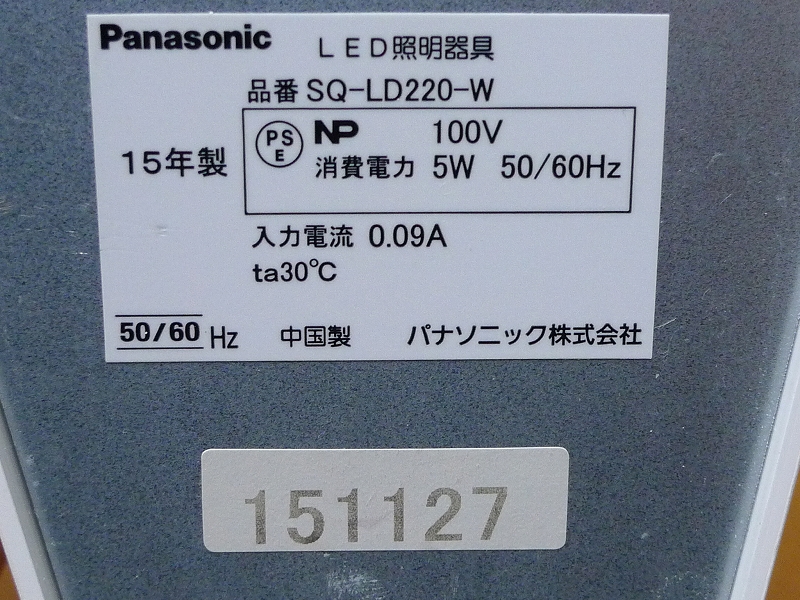 Panasonic LED照明器具
品番 SQ-LD220-W
15年製
PS
E
NP 100V
消費電力 5W 50/60Hz
入力電流 0.09A
ta30℃
50/60 Hz 中国製 パナソニック株式会社
151127